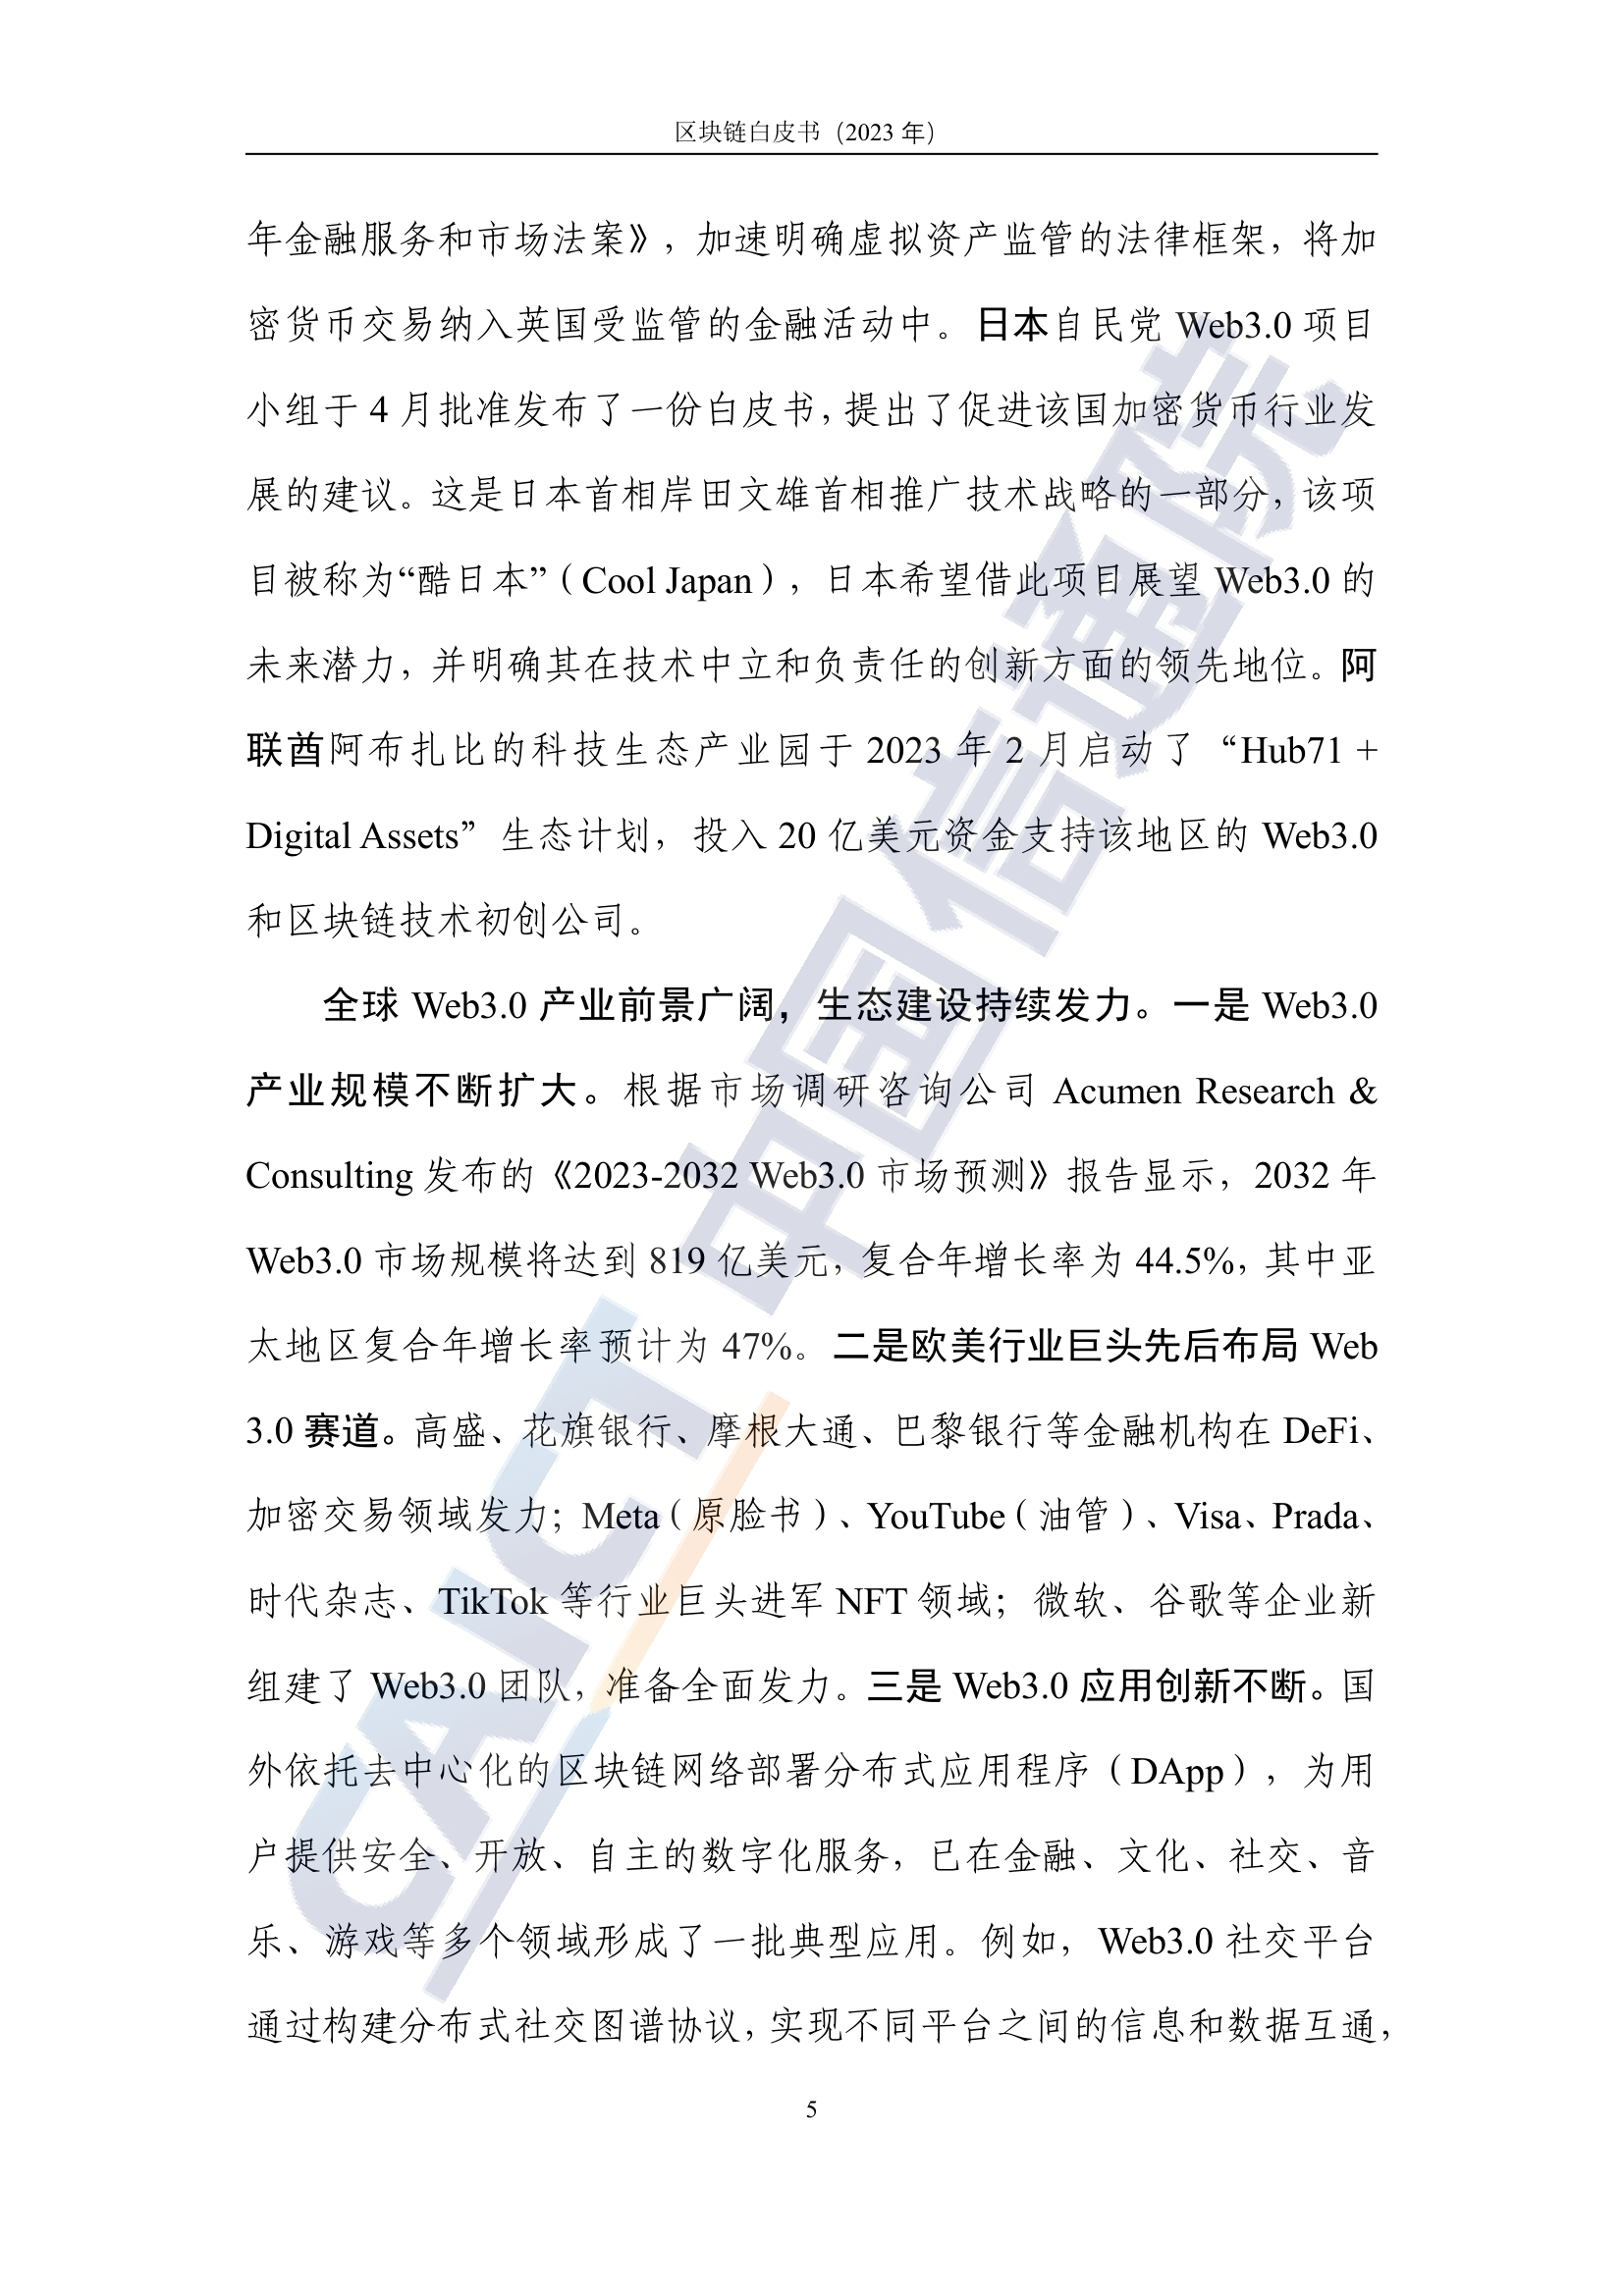 区块链白皮书（2023 年）
年金融服务和市场法案》，加速明确虚拟资产监管的法律框架，将加
密货币交易纳入英国受监管的金融活动中。日本自民党 Web3.0 项目
小组于 4 月批准发布了一份白皮书，提出了促进该国加密货币行业发
展的建议。这是日本首相岸田文雄首相推广技术战略的一部分，该项
目被称为“酷日本”（Cool Japan），日本希望借此项目展望 Web3.0 的
未来潜力，并明确其在技术中立和负责任的创新方面的领先地位。阿
联酋阿布扎比的科技生态产业园于 2023 年 2 月启动了 “Hub71 +
Digital Assets” 生态计划，投入 20 亿美元资金支持该地区的 Web3.0
和区块链技术初创公司。
全球 Web3.0 产业前景广阔，生态建设持续发力。一是 Web3.0
产业规模不断扩大。根据市场调研咨询公司 Acumen Research &
Consulting 发布的《2023-2032 Web3.0 市场预测》报告显示，2032 年
Web3.0 市场规模将达到 819 亿美元，复合年增长率为 44.5%，其中亚
太地区复合年增长率预计为 47%。二是欧美行业巨头先后布局 Web
3.0 赛道。高盛、花旗银行、摩根大通、巴黎银行等金融机构在 DeFi、
加密交易领域发力；Meta（原脸书）、YouTube（油管）、Visa、Prada、
时代杂志、TikTok 等行业巨头进军 NFT 领域；微软、谷歌等企业新
组建了 Web3.0 团队，准备全面发力。三是 Web3.0 应用创新不断。国
外依托去中心化的区块链网络部署分布式应用程序（DApp），为用
户提供安全、开放、自主的数字化服务，已在金融、文化、社交、音
乐、游戏等多个领域形成了一批典型应用。例如，Web3.0 社交平台
通过构建分布式社交图谱协议，实现不同平台之间的信息和数据互通，
5
CAICT 中国信通院